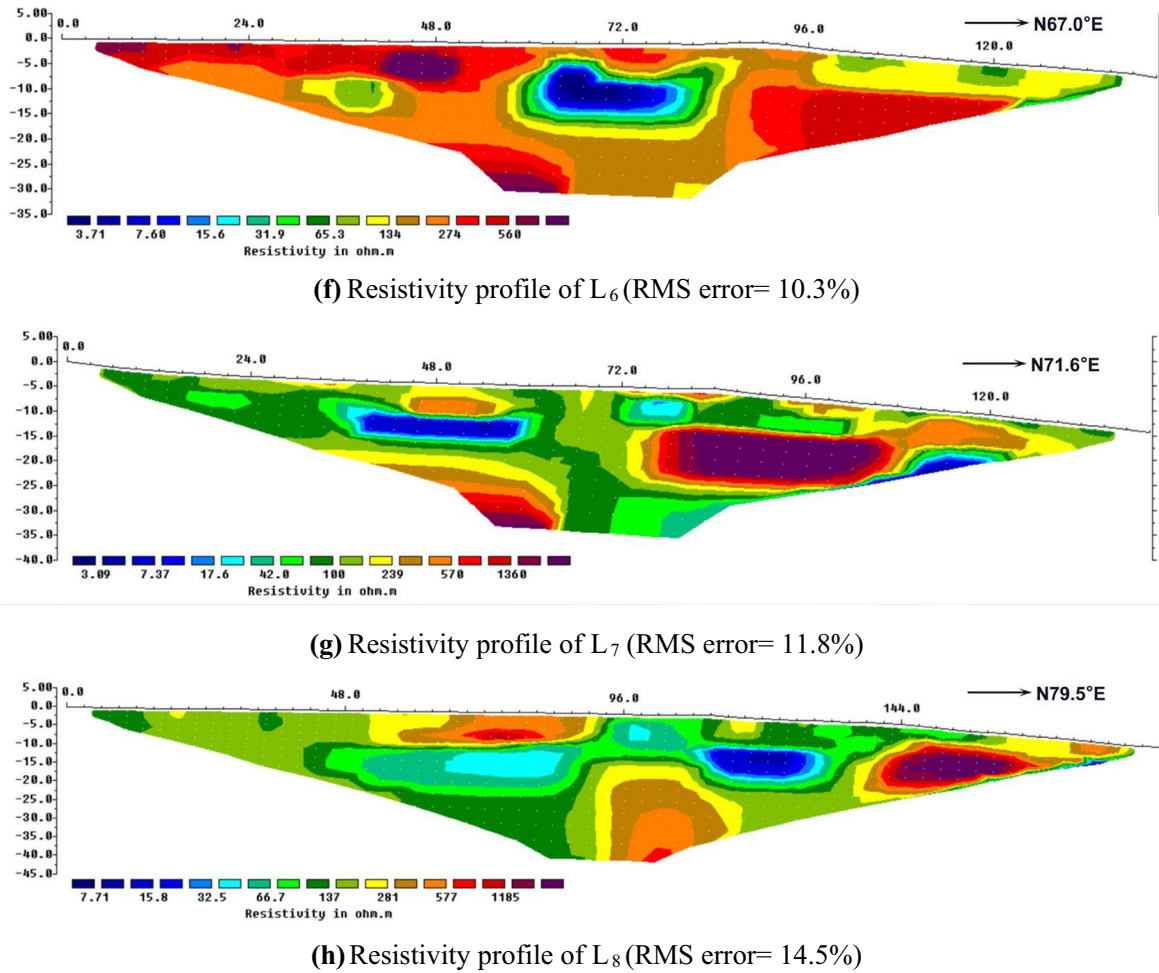 5.00
0.0
-5.0
-10.0
-15.0
-20.0
-25.0
-30.0
-35.0
0.0 24.0 48.0 72.0 96.0 120.0
N67.0°E
3.71 7.60 15.6 31.9 65.3 134 274 560
Resistivity in ohm.m
(f) Resistivity profile of L6 (RMS error= 10.3%)
5.00
0.0
-5.0
-10.0
-15.0
-20.0
-25.0
-30.0
-35.0
-40.0
0.0 24.0 48.0 72.0 96.0 120.0
N71.6°E
3.09 7.37 17.6 42.0 100 239 570 1360
Resistivity in ohm.m
(g) Resistivity profile of L7 (RMS error= 11.8%)
5.00
0.0
-5.0
-10.0
-15.0
-20.0
-25.0
-30.0
-35.0
-40.0
-45.0
0.0 48.0 96.0 144.0
N79.5°E
7.71 15.8 32.5 66.7 137 281 577 1185
Resistivity in ohm.m
(h) Resistivity profile of L8 (RMS error= 14.5%)